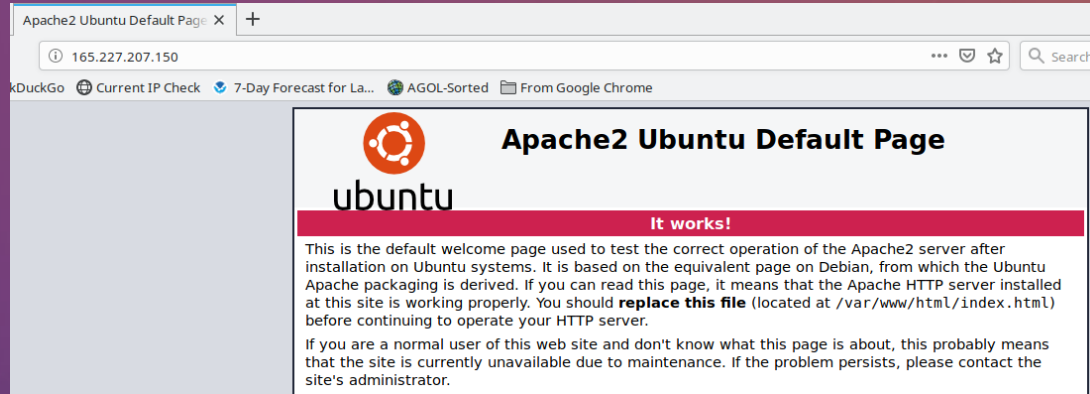 Apache2 Ubuntu Default Page
165.227.207.150
Search
kDuckGo Current IP Check 7-Day Forecast for La... AGOL-Sorted From Google Chrome
Apache2 Ubuntu Default Page
ubuntu
It works!
This is the default welcome page used to test the correct operation of the Apache2 server after
installation on Ubuntu systems. It is based on the equivalent page on Debian, from which the Ubuntu
Apache packaging is derived. If you can read this page, it means that the Apache HTTP server installed
at this site is working properly. You should replace this file (located at /var/www/html/index.html)
before continuing to operate your HTTP server.
If you are a normal user of this web site and don't know what this page is about, this probably means
that the site is currently unavailable due to maintenance. If the problem persists, please contact the
site's administrator.